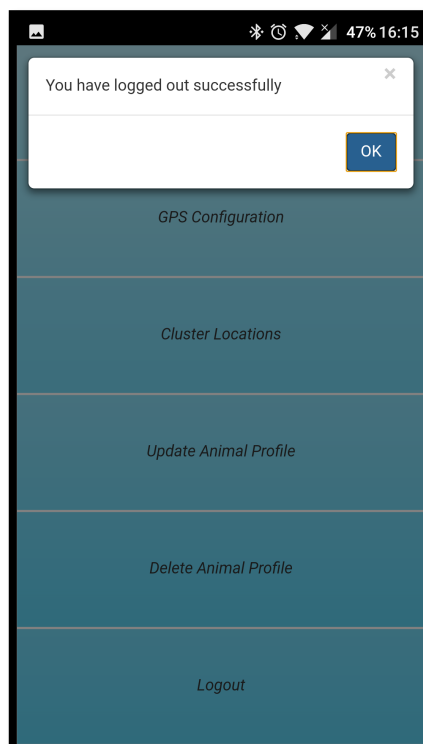 47% 16:15
You have logged out successfully
×
OK
GPS Configuration
Cluster Locations
Update Animal Profile
Delete Animal Profile
Logout